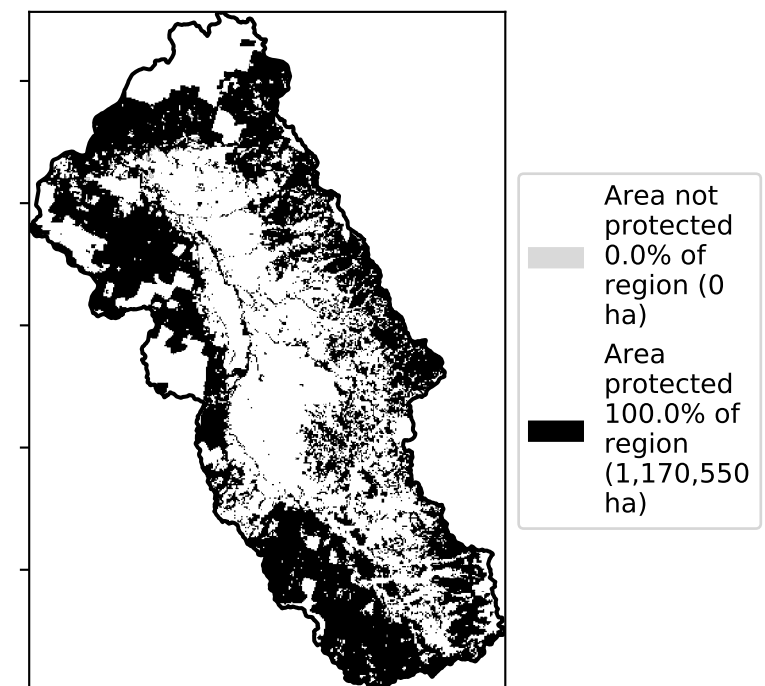 Area not
protected
0.0% of
region (0
ha)
Area
protected
100.0% of
region
(1,170,550
ha)